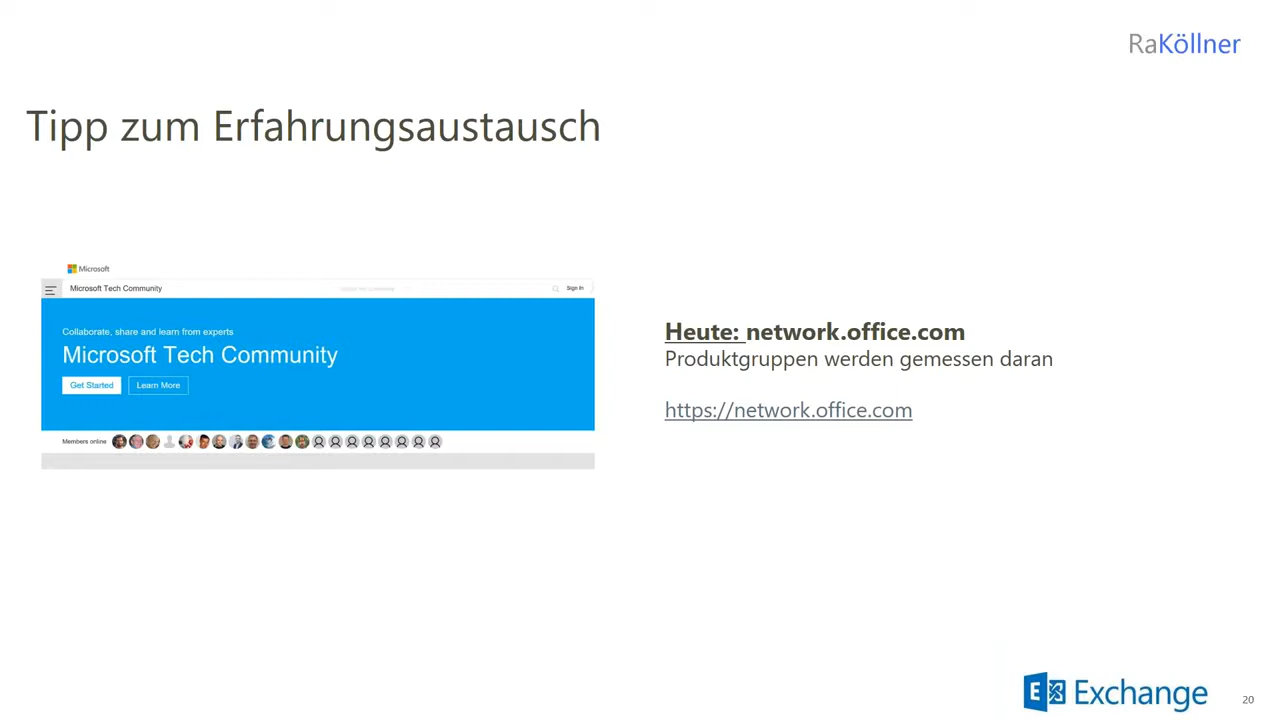 RaKöllner
Tipp zum Erfahrungsaustausch
Microsoft
Microsoft Tech Community
Sign In
Collaborate, share and learn from experts
Microsoft Tech Community
Get Started
Learn More
Members online
Heute: network.office.com
Produktgruppen werden gemessen daran
https://network.office.com
E
Exchange
20